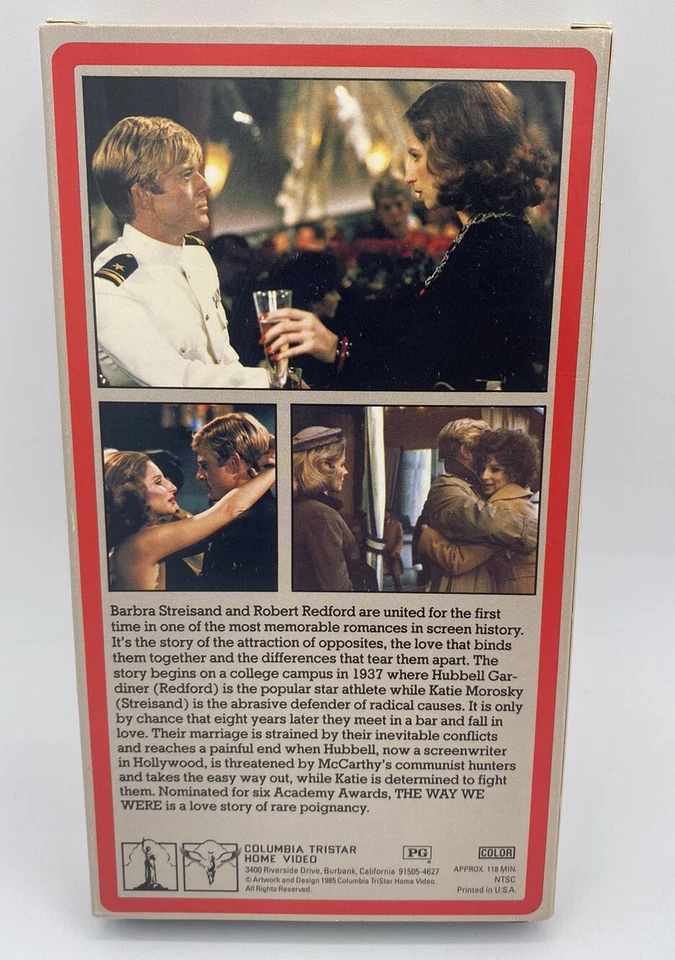 Barbra Streisand and Robert Redford are united for the first
time in one of the most memorable romances in screen history.
It's the story of the attraction of opposites, the love that binds
them together and the differences that tear them apart. The
story begins on a college campus in 1937 where Hubbell Gar-
diner (Redford) is the popular star athlete while Katie Morosky
(Streisand) is the abrasive defender of radical causes. It is only
by chance that eight years later they meet in a bar and fall in
love. Their marriage is strained by their inevitable conflicts
and reaches a painful end when Hubbell, now a screenwriter
in Hollywood, is threatened by McCarthy's communist hunters
and takes the easy way out, while Katie is determined to fight
them. Nominated for six Academy Awards, THE WAY WE
WERE is a love story of rare poignancy.
COLUMBIA TRISTAR
HOME VIDEO
3400 Riverside Drive, Burbank, California 91505-4627
© Artwork and Design 1985 Columbia TriStar Home Video.
All Rights Reserved.
PG
COLOR
APPROX. 118 MIN.
NTSC
Printed in U.S.A.